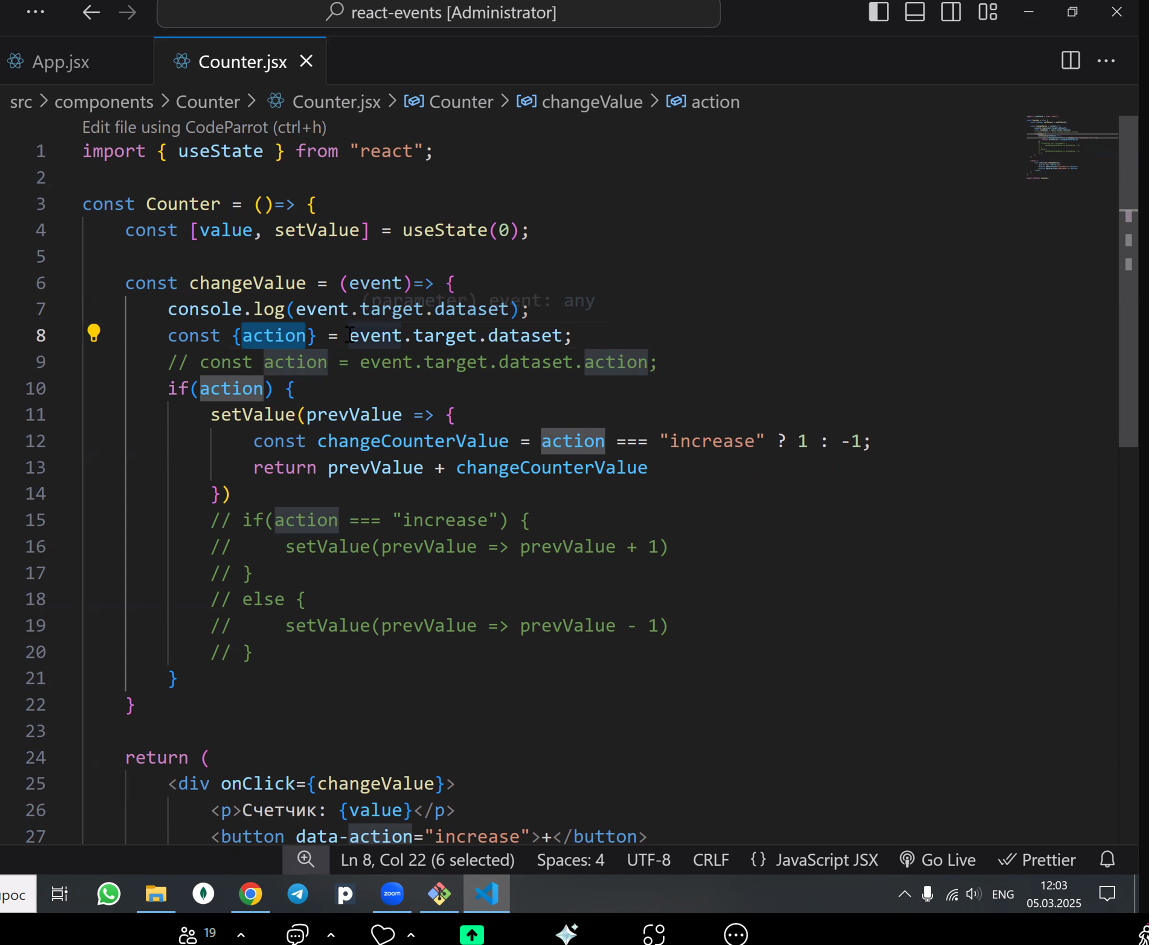 react-events [Administrator]
App.jsx
Counter.jsx
src > components > Counter > Counter.jsx > Counter > changeValue > action
Edit file using CodeParrot (ctrl+h)
1 import { useState } from "react";
2
3 const Counter = ()=> {
4     const [value, setValue] = useState(0);
5
6     const changeValue = (event)=> {
(parameter) event: any
7         console.log(event.target.dataset);
8         const {action} = event.target.dataset;
9         // const action = event.target.dataset.action;
10         if(action) {
11             setValue(prevValue => {
12                 const changeCounterValue = action === "increase" ? 1 : -1;
13                 return prevValue + changeCounterValue
14             })
15             // if(action === "increase") {
16             //     setValue(prevValue => prevValue + 1)
17             // }
18             // else {
19             //     setValue(prevValue => prevValue - 1)
20             // }
21         }
22     }
23
24     return (
25         <div onClick={changeValue}>
26             <p>Счетчик: {value}</p>
27             <button data-action="increase">+</button>
Ln 8, Col 22 (6 selected) Spaces: 4 UTF-8 CRLF {} JavaScript JSX Go Live Prettier
рос
zoom
ENG
12:03
05.03.2025
19